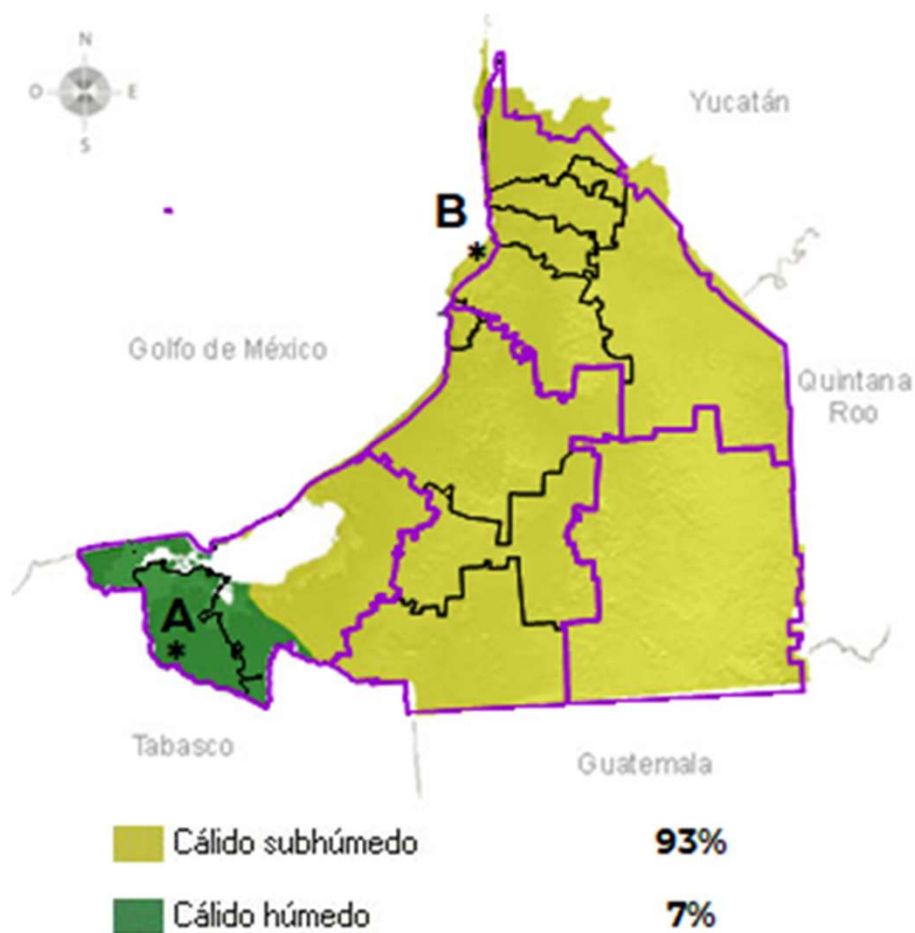 N
O
E
S
Yucatán
B
*
Golfo de México
Quintana
Roo
A
*
Tabasco
Guatemala
Cálido subhúmedo 93%
Cálido húmedo 7%